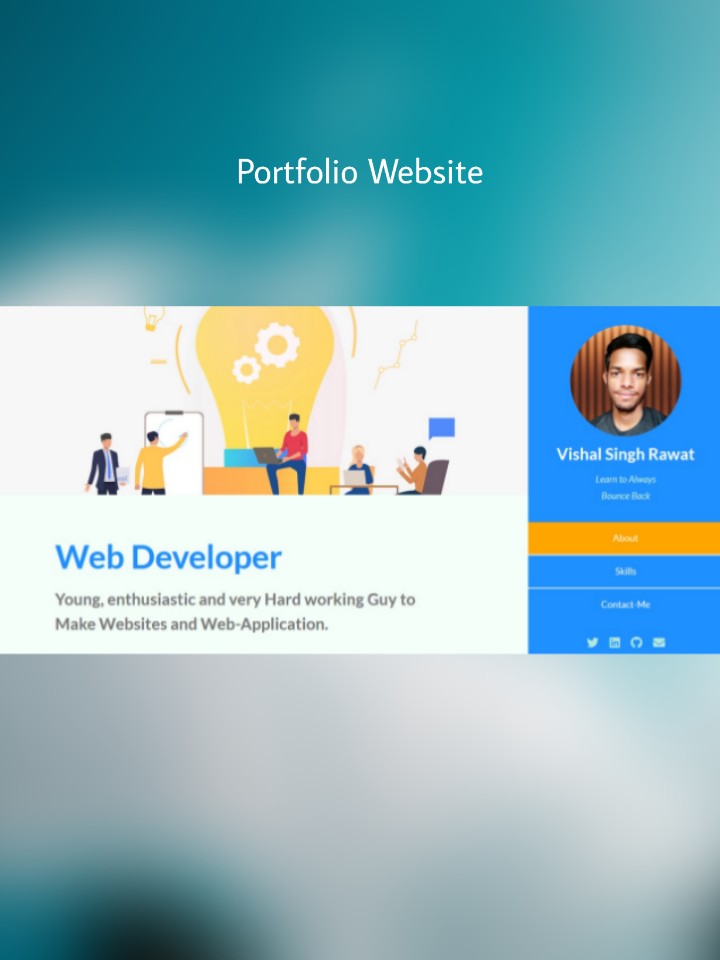 Portfolio Website
Web Developer
Young, enthusiastic and very Hard working Guy to
Make Websites and Web-Application.
Vishal Singh Rawat
Learn to Always
Bounce Back
About
Skills
Contact-Me